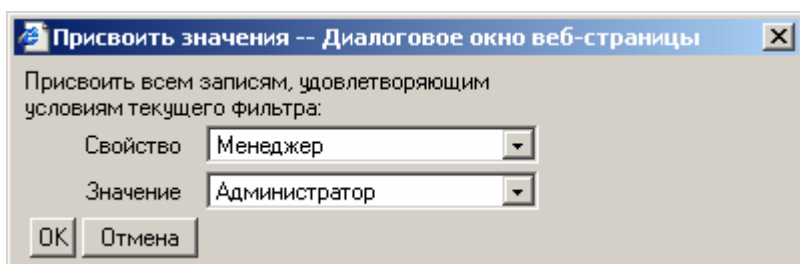 Присвоить значения -- Диалоговое окно веб-страницы
Присвоить всем записям, удовлетворяющим
условиям текущего фильтра:
Свойство Менеджер
Значение Администратор
OK Отмена